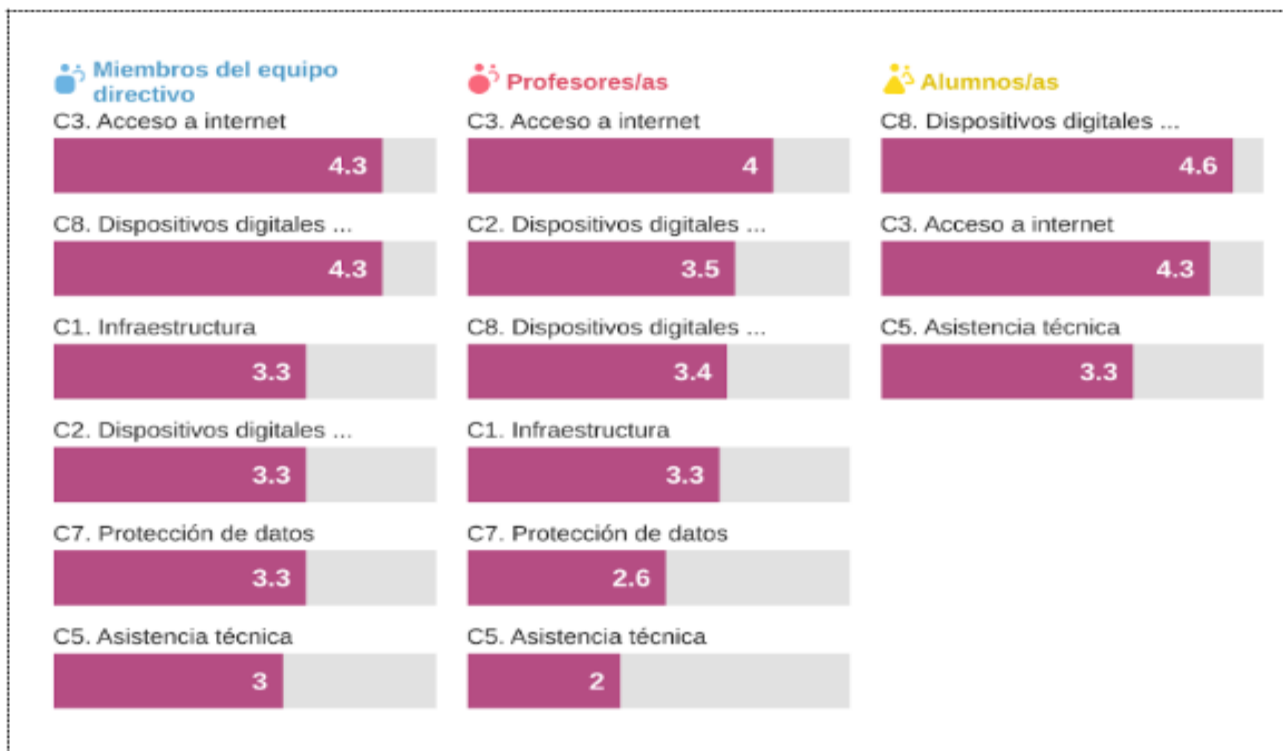 Miembros del equipo
directivo
C3. Acceso a internet
4.3
C8. Dispositivos digitales ...
4.3
C1. Infraestructura
3.3
C2. Dispositivos digitales ...
3.3
C7. Protección de datos
3.3
C5. Asistencia técnica
3
Profesores/as
C3. Acceso a internet
4
C2. Dispositivos digitales ...
3.5
C8. Dispositivos digitales ...
3.4
C1. Infraestructura
3.3
C7. Protección de datos
2.6
C5. Asistencia técnica
2
Alumnos/as
C8. Dispositivos digitales ...
4.6
C3. Acceso a internet
4.3
C5. Asistencia técnica
3.3